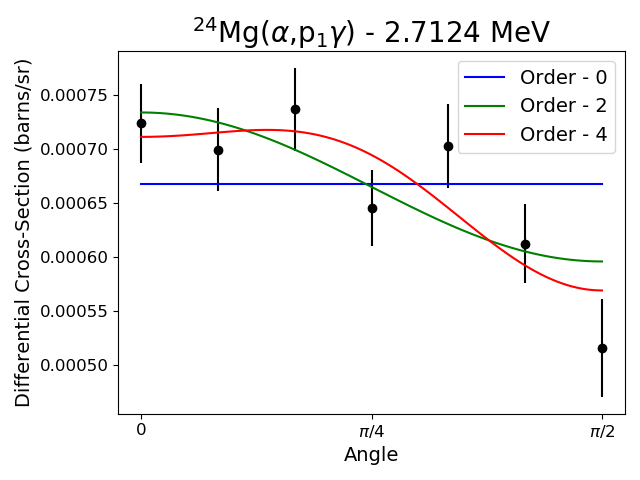 ²⁴Mg(α,p₁γ) - 2.7124 MeV
Order - 0
Order - 2
Order - 4
Differential Cross-Section (barns/sr)
0.00075
0.00070
0.00065
0.00060
0.00055
0.00050
0
π/4
π/2
Angle